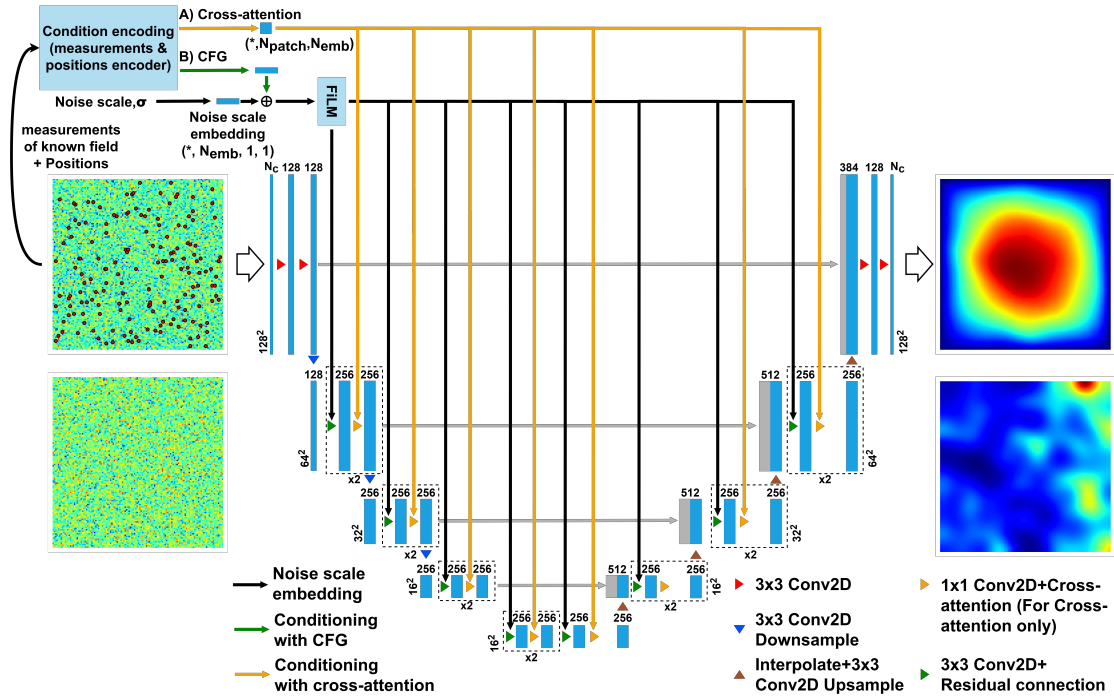 A) Cross-attention
Condition encoding
(measurements &
positions encoder)
(*,Npatch,Nemb)
B) CFG
FiLM
Noise scale,σ
Noise scale
embedding
(*, Nemb, 1, 1)
measurements
of known field
+ Positions
Nc 128 128
384 128 Nc
128²
128²
128 256 256
512 256 256
64²
x2
x2
64²
256 256 256
512 256 256
32²
x2
x2
32²
256 256 256
512 256 256
16²
x2
x2
16²
256 256 256 256
16²
x2
Noise scale
embedding
Conditioning
with CFG
Conditioning
with cross-attention
3x3 Conv2D
3x3 Conv2D
Downsample
Interpolate+3x3
Conv2D Upsample
1x1 Conv2D+Cross-
attention (For Cross-
attention only)
3x3 Conv2D+
Residual connection